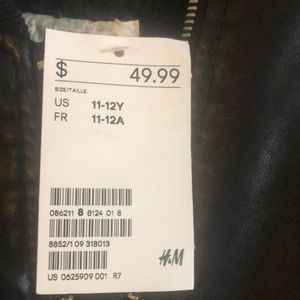 $ 49.99
SIZE/TAILLE
US 11-12Y
FR 11-12A
086211 8 8124 01 8
8852/1 09 318013
H&M
US 0625909 001 R7